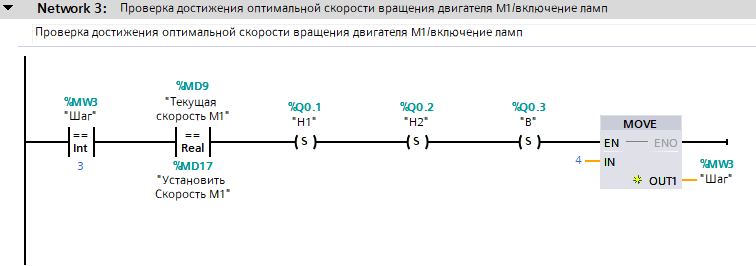 Network 3: Проверка достижения оптимальной скорости вращения двигателя М1/включение ламп
Проверка достижения оптимальной скорости вращения двигателя М1/включение ламп
%MW3
"Шаг"
==
Int
3
%MD9
"Текущая
скорость М1"
==
Real
%MD17
"Установить
Скорость М1"
%Q0.1
"H1"
S
%Q0.2
"H2"
S
%Q0.3
"B"
S
MOVE
EN
ENO
4
IN
OUT1
%MW3
"Шаг"